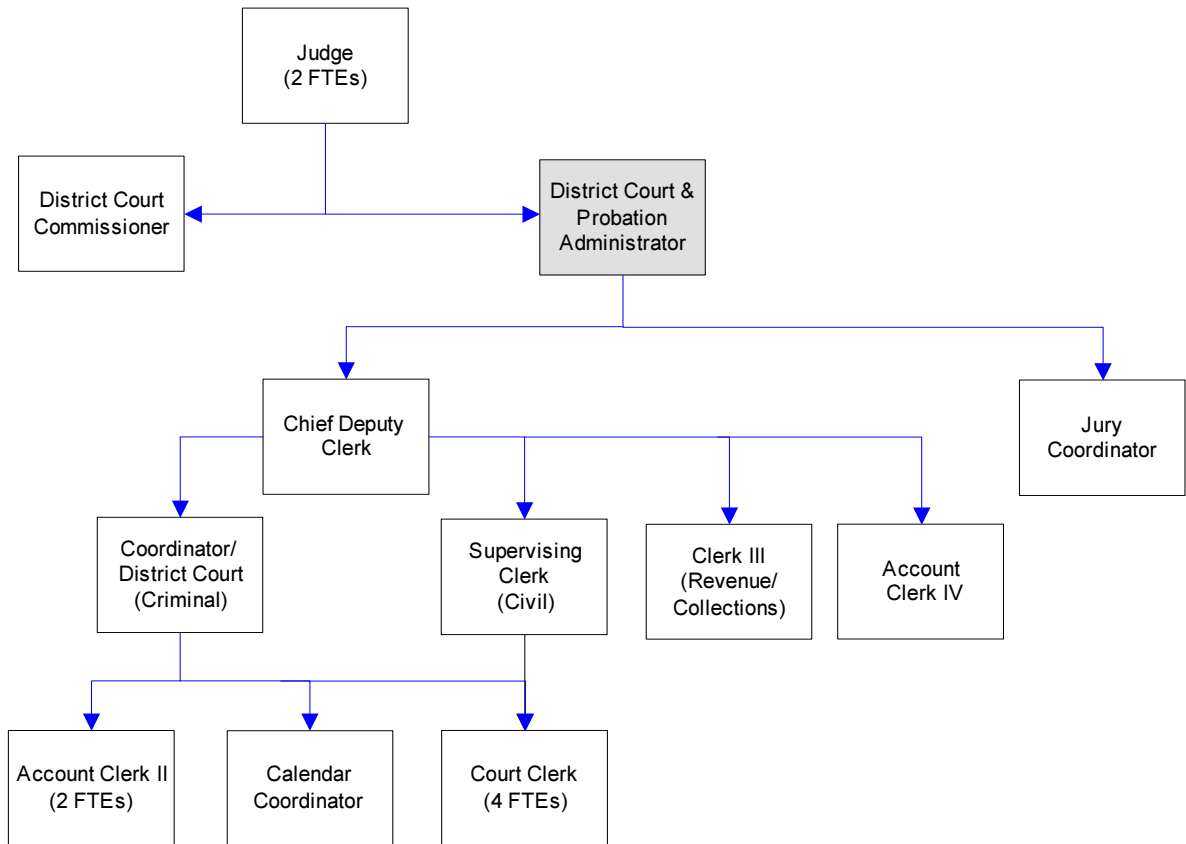 Judge
(2 FTEs)
District Court
Commissioner
District Court &
Probation
Administrator
Chief Deputy
Clerk
Jury
Coordinator
Coordinator/
District Court
(Criminal)
Supervising
Clerk
(Civil)
Clerk III
(Revenue/
Collections)
Account
Clerk IV
Account Clerk II
(2 FTEs)
Calendar
Coordinator
Court Clerk
(4 FTEs)